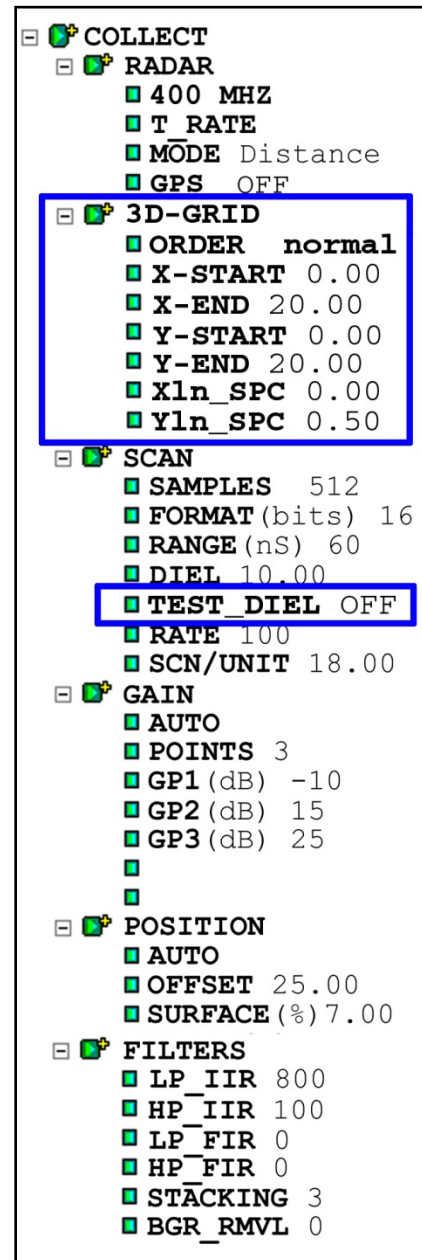 COLLECT
RADAR
400 MHZ
T_RATE
MODE Distance
GPS OFF
3D-GRID
ORDER normal
X-START 0.00
X-END 20.00
Y-START 0.00
Y-END 20.00
Xln_SPC 0.00
Yln_SPC 0.50
SCAN
SAMPLES 512
FORMAT(bits) 16
RANGE(nS) 60
DIEL 10.00
TEST_DIEL OFF
RATE 100
SCN/UNIT 18.00
GAIN
AUTO
POINTS 3
GP1(dB) -10
GP2(dB) 15
GP3(dB) 25
POSITION
AUTO
OFFSET 25.00
SURFACE(%)7.00
FILTERS
LP_IIR 800
HP_IIR 100
LP_FIR 0
HP_FIR 0
STACKING 3
BGR_RMVL 0